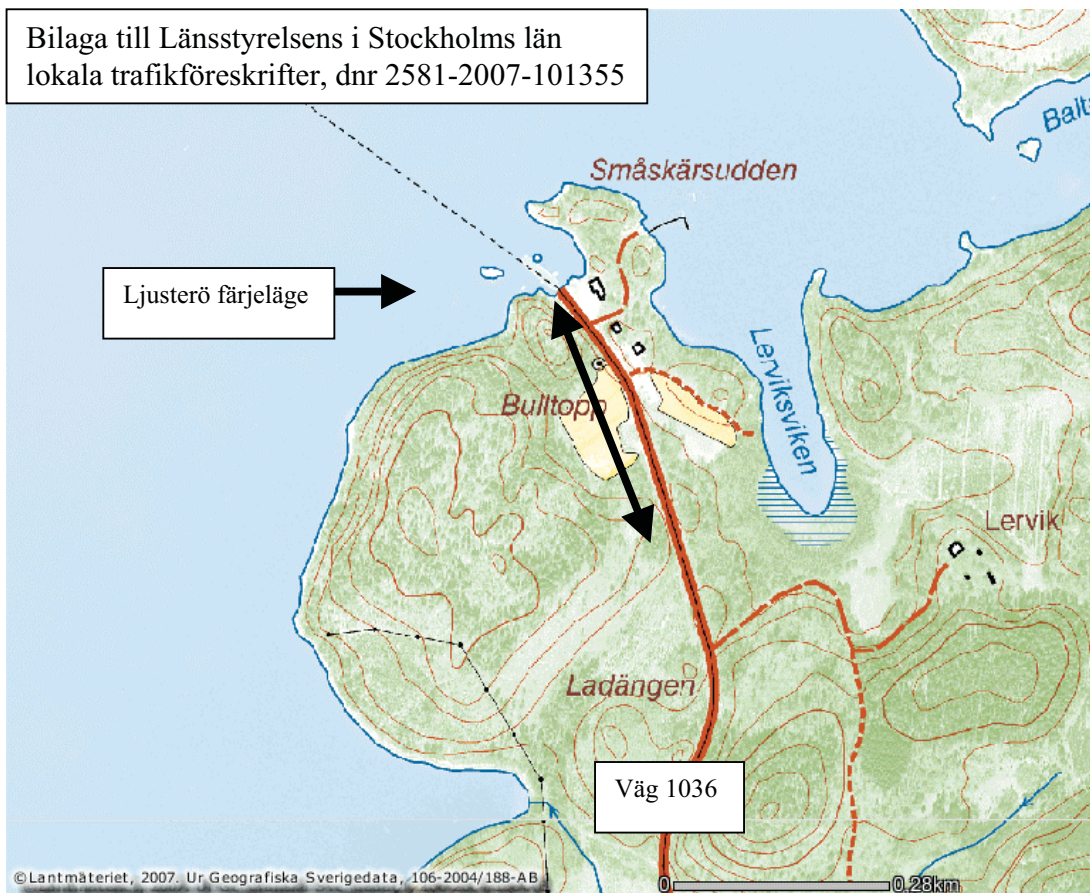 Bilaga till Länsstyrelsens i Stockholms län
lokala trafikföreskrifter, dnr 2581-2007-101355
Småskärsudden
Ljusterö färjeläge
Bulltopp
Lerviksviken
Lervik
Ladängen
Väg 1036
©Lantmäteriet, 2007. Ur Geografiska Sverigedata, 106-2004/188-AB
0
0.28km